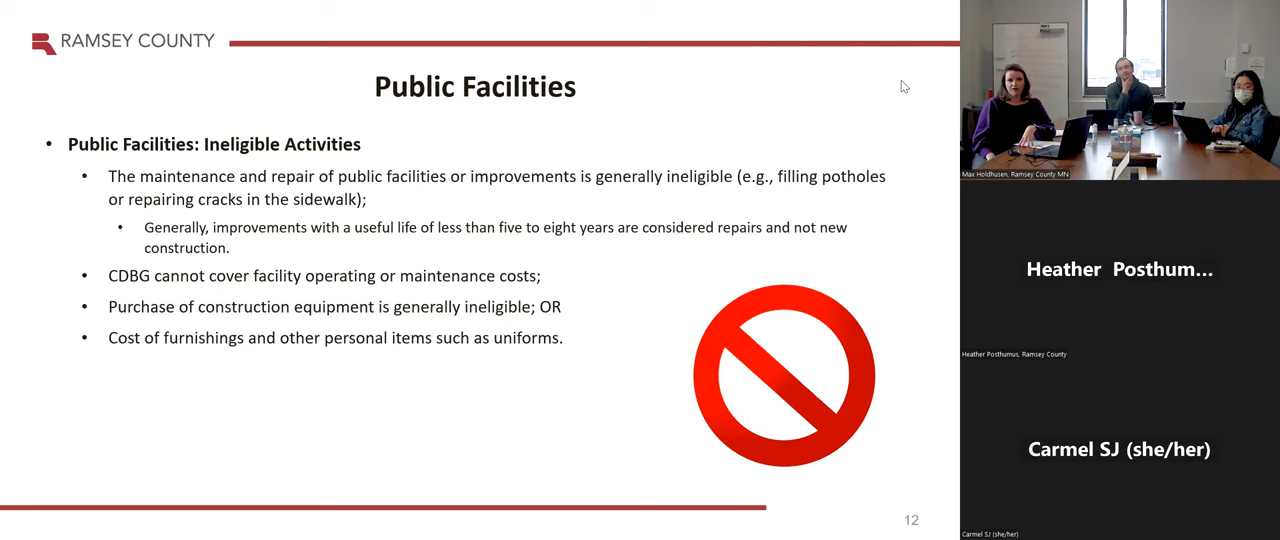 RAMSEY COUNTY
Public Facilities
• Public Facilities: Ineligible Activities
• The maintenance and repair of public facilities or improvements is generally ineligible (e.g., filling potholes
or repairing cracks in the sidewalk);
• Generally, improvements with a useful life of less than five to eight years are considered repairs and not new
construction.
• CDBG cannot cover facility operating or maintenance costs;
• Purchase of construction equipment is generally ineligible; OR
• Cost of furnishings and other personal items such as uniforms.
12
Max Holdhusen, Ramsey County MN
Heather Posthum...
Heather Posthumus, Ramsey County
Carmel SJ (she/her)
Carmel SJ (she/her)